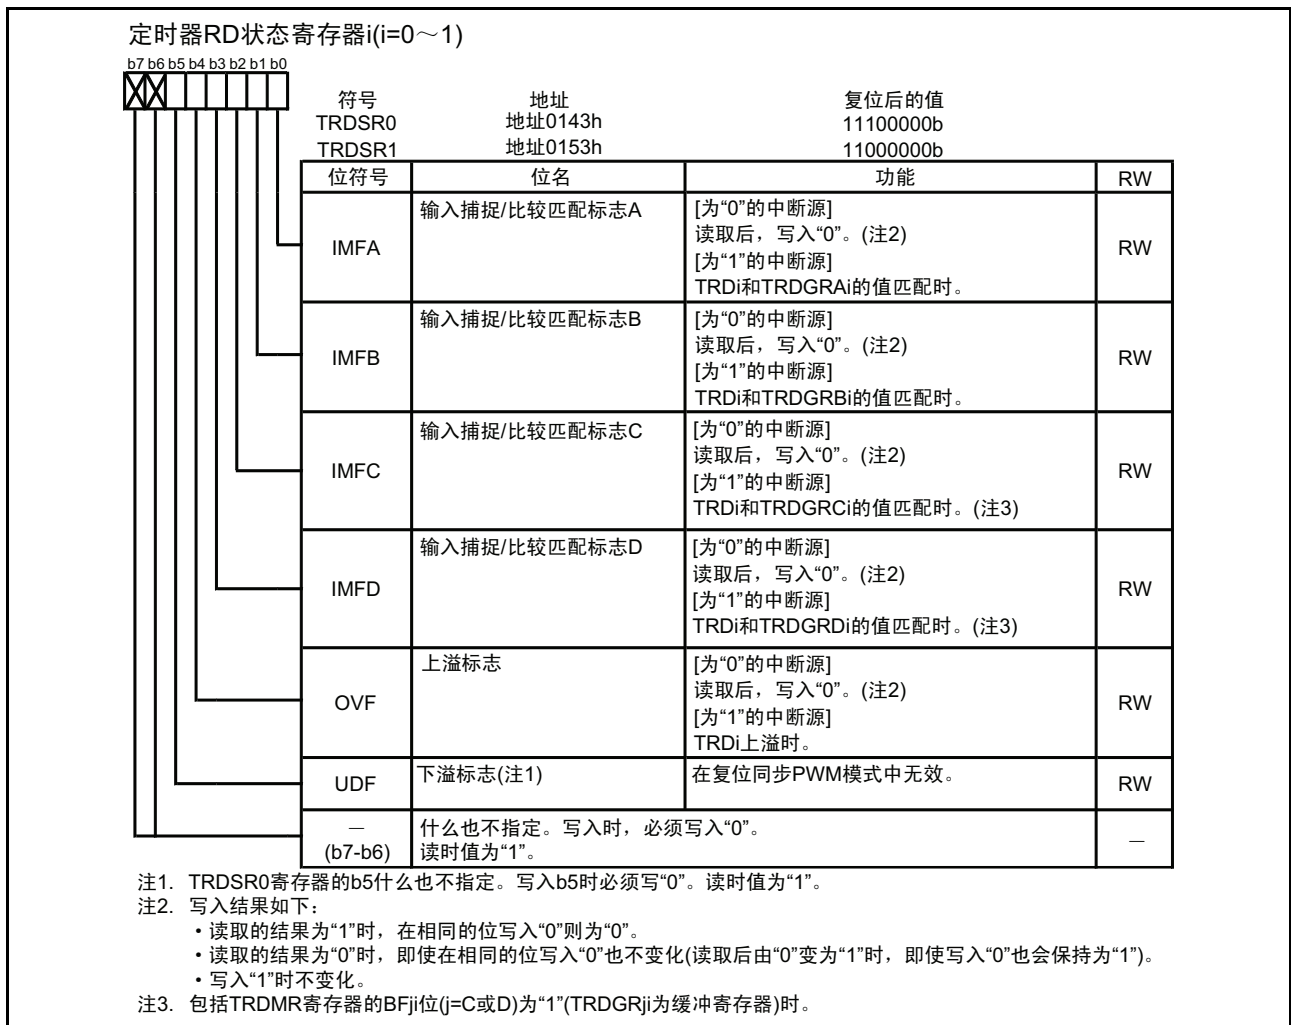 定时器RD状态寄存器i(i=0～1)
b7 b6 b5 b4 b3 b2 b1 b0
符号 地址 复位后的值
TRDSR0 地址0143h 11100000b
TRDSR1 地址0153h 11000000b
位符号 位名 功能 RW
IMFA 输入捕捉/比较匹配标志A [为“0”的中断源]
读取后，写入“0”。(注2)
[为“1”的中断源]
TRDi和TRDGRAi的值匹配时。 RW
IMFB 输入捕捉/比较匹配标志B [为“0”的中断源]
读取后，写入“0”。(注2)
[为“1”的中断源]
TRDi和TRDGRBi的值匹配时。 RW
IMFC 输入捕捉/比较匹配标志C [为“0”的中断源]
读取后，写入“0”。(注2)
[为“1”的中断源]
TRDi和TRDGRCi的值匹配时。(注3) RW
IMFD 输入捕捉/比较匹配标志D [为“0”的中断源]
读取后，写入“0”。(注2)
[为“1”的中断源]
TRDi和TRDGRDi的值匹配时。(注3) RW
OVF 上溢标志 [为“0”的中断源]
读取后，写入“0”。(注2)
[为“1”的中断源]
TRDi上溢时。 RW
UDF 下溢标志(注1) 在复位同步PWM模式中无效。 RW
— 什么也不指定。写入时，必须写入“0”。
(b7-b6) 读时值为“1”。 —
注1. TRDSR0寄存器的b5什么也不指定。写入b5时必须写“0”。读时值为“1”。
注2. 写入结果如下：
・读取的结果为“1”时，在相同的位写入“0”则为“0”。
・读取的结果为“0”时，即使在相同的位写入“0”也不变化(读取后由“0”变为“1”时，即使写入“0”也会保持为“1”)。
・写入“1”时不变化。
注3. 包括TRDMR寄存器的BFji位(j=C或D)为“1”(TRDGRji为缓冲寄存器)时。